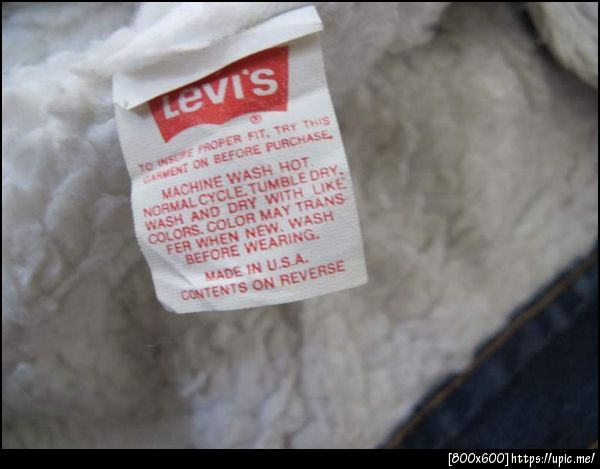 Levi's
®
TO INSURE PROPER FIT, TRY THIS
GARMENT ON BEFORE PURCHASE.
MACHINE WASH HOT.
NORMAL CYCLE. TUMBLE DRY.
WASH AND DRY WITH LIKE
COLORS. COLOR MAY TRANS-
FER WHEN NEW. WASH
BEFORE WEARING.
MADE IN U.S.A.
CONTENTS ON REVERSE
[800x600]https://upic.me/